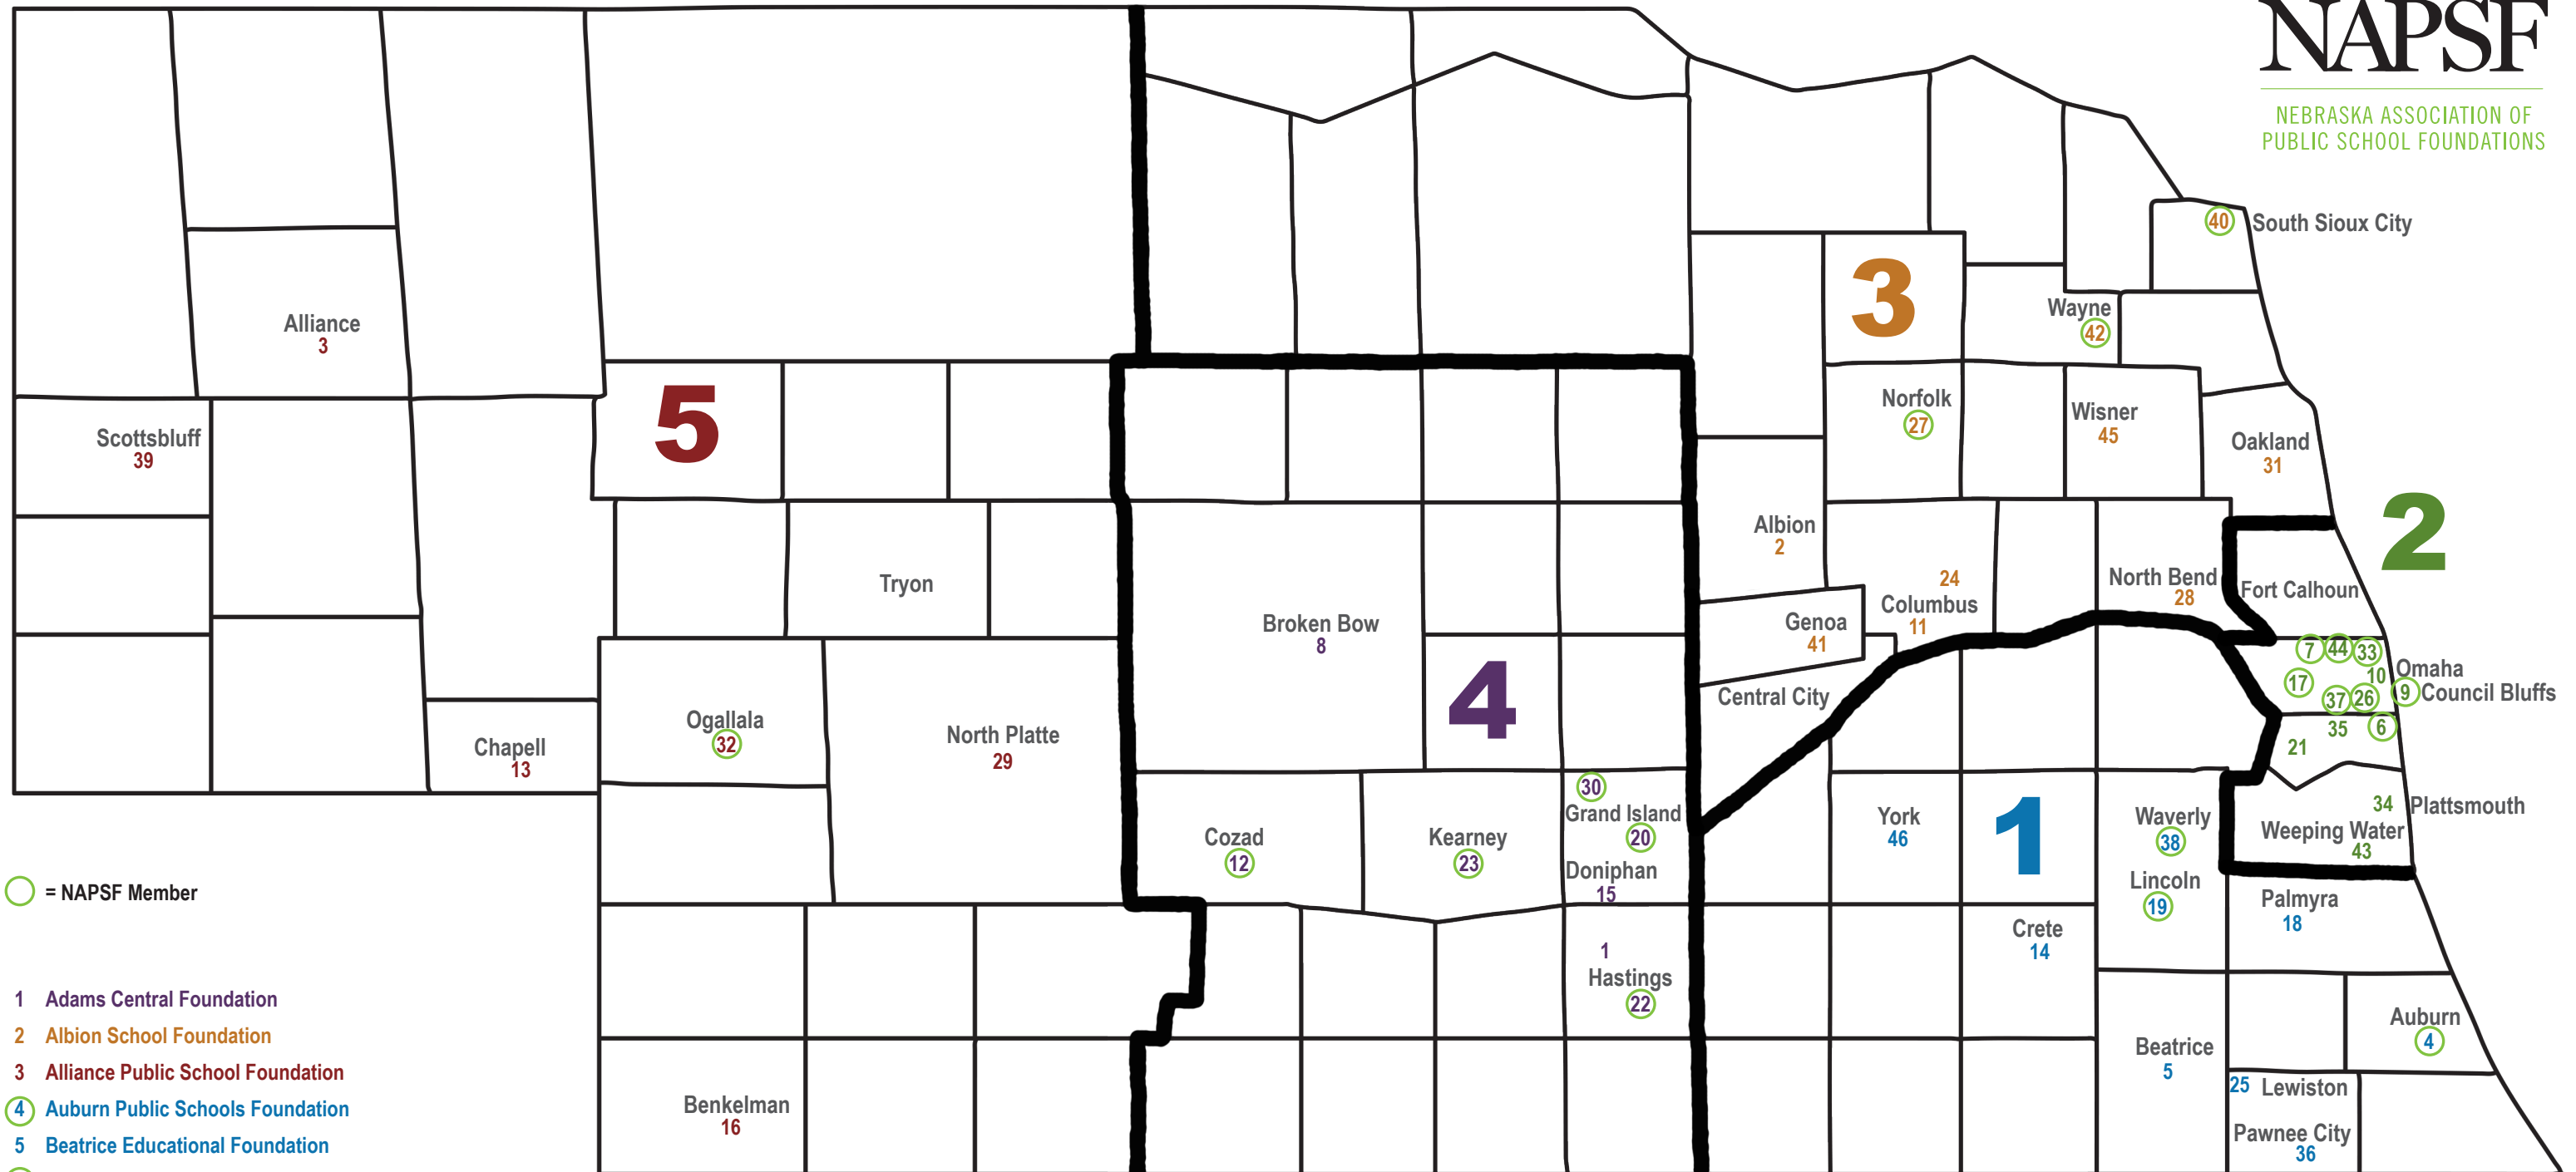 NAPSF
NEBRASKA ASSOCIATION OF
PUBLIC SCHOOL FOUNDATIONS
40 South Sioux City
3
Alliance
3
Wayne
42
5
Scottsbluff
39
Norfolk
27
Wisner
45
Oakland
31
2
Albion
2
Tryon
24
Columbus
11
North Bend
28
Fort Calhoun
Broken Bow
8
Genoa
41
4
7 44 33
Omaha
10
17
9 Council Bluffs
37 26
Central City
Ogallala
32
North Platte
29
Chapell
13
35 6
21
30
Grand Island
20
Cozad
12
Kearney
23
Doniphan
15
York
46
1
Waverly
38
34 Plattsmouth
Weeping Water
43
Lincoln
19
Palmyra
18
Crete
14
1
Hastings
22
Auburn
4
Beatrice
5
25 Lewiston
Pawnee City
36
Benkelman
16
= NAPSF Member
1 Adams Central Foundation
2 Albion School Foundation
3 Alliance Public School Foundation
4 Auburn Public Schools Foundation
5 Beatrice Educational Foundation